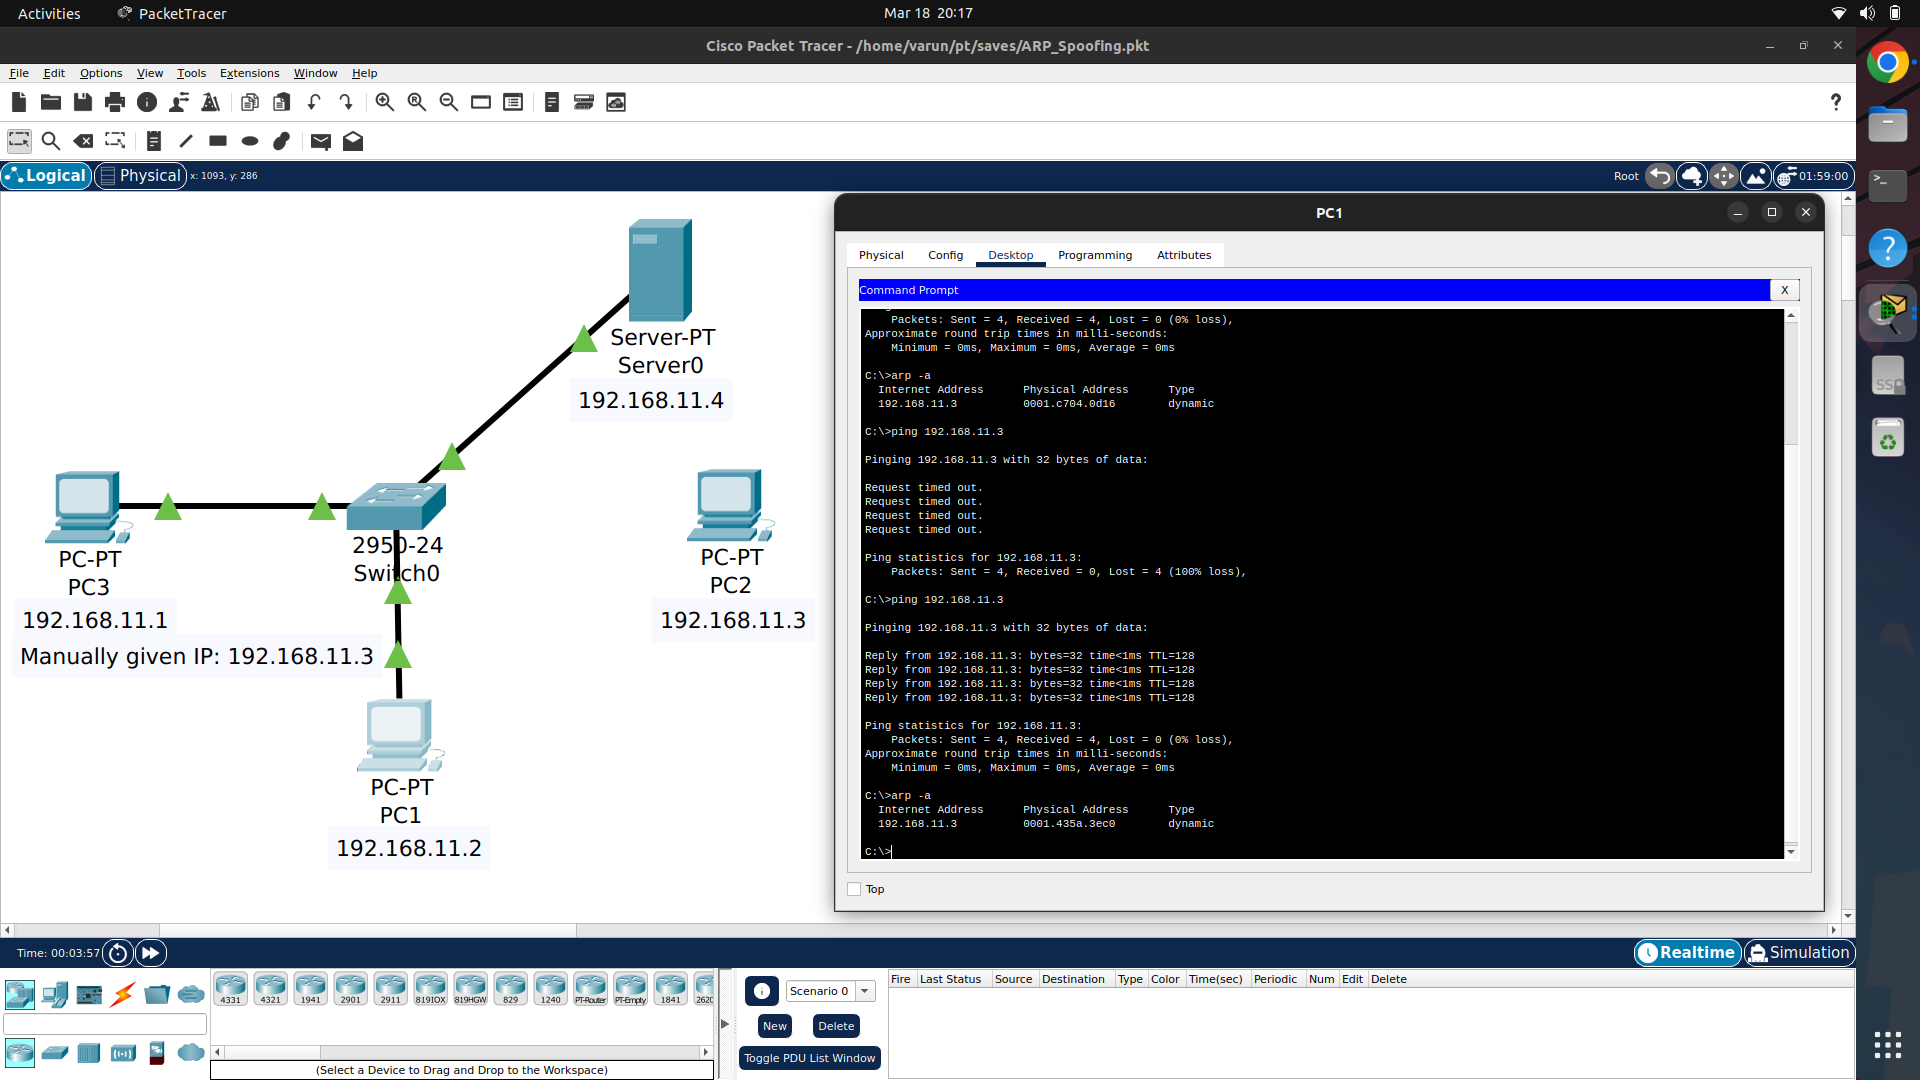 Activities
PacketTracer
Mar 18 20:17
Cisco Packet Tracer - /home/varun/pt/saves/ARP_Spoofing.pkt
File Edit Options View Tools Extensions Window Help
?
Logical
Physical
x: 1093, y: 286
Root
01:59:00
Server-PT
Server0
192.168.11.4
PC-PT
PC3
192.168.11.1
Manually given IP: 192.168.11.3
2950-24
Switch0
PC-PT
PC2
192.168.11.3
PC-PT
PC1
192.168.11.2
PC1
Physical Config Desktop Programming Attributes
Command Prompt
X
Packets: Sent = 4, Received = 4, Lost = 0 (0% loss),
Approximate round trip times in milli-seconds:
Minimum = 0ms, Maximum = 0ms, Average = 0ms
C:\>arp -a
Internet Address Physical Address Type
192.168.11.3 0001.c704.0d16 dynamic
C:\>ping 192.168.11.3
Pinging 192.168.11.3 with 32 bytes of data:
Request timed out.
Request timed out.
Request timed out.
Request timed out.
Ping statistics for 192.168.11.3:
Packets: Sent = 4, Received = 0, Lost = 4 (100% loss),
C:\>ping 192.168.11.3
Pinging 192.168.11.3 with 32 bytes of data:
Reply from 192.168.11.3: bytes=32 time<1ms TTL=128
Reply from 192.168.11.3: bytes=32 time<1ms TTL=128
Reply from 192.168.11.3: bytes=32 time<1ms TTL=128
Reply from 192.168.11.3: bytes=32 time<1ms TTL=128
Ping statistics for 192.168.11.3:
Packets: Sent = 4, Received = 4, Lost = 0 (0% loss),
Approximate round trip times in milli-seconds:
Minimum = 0ms, Maximum = 0ms, Average = 0ms
C:\>arp -a
Internet Address Physical Address Type
192.168.11.3 0001.435a.3ec0 dynamic
C:\>
Top
Time: 00:03:57
Realtime
Simulation
4331 4321 1941 2901 2911 819IOX 819HGW 829 1240 PT-Router PT-Empty 1841 2620
(Select a Device to Drag and Drop to the Workspace)
Scenario 0
New
Delete
Toggle PDU List Window
Fire Last Status Source Destination Type Color Time(sec) Periodic Num Edit Delete
SSD